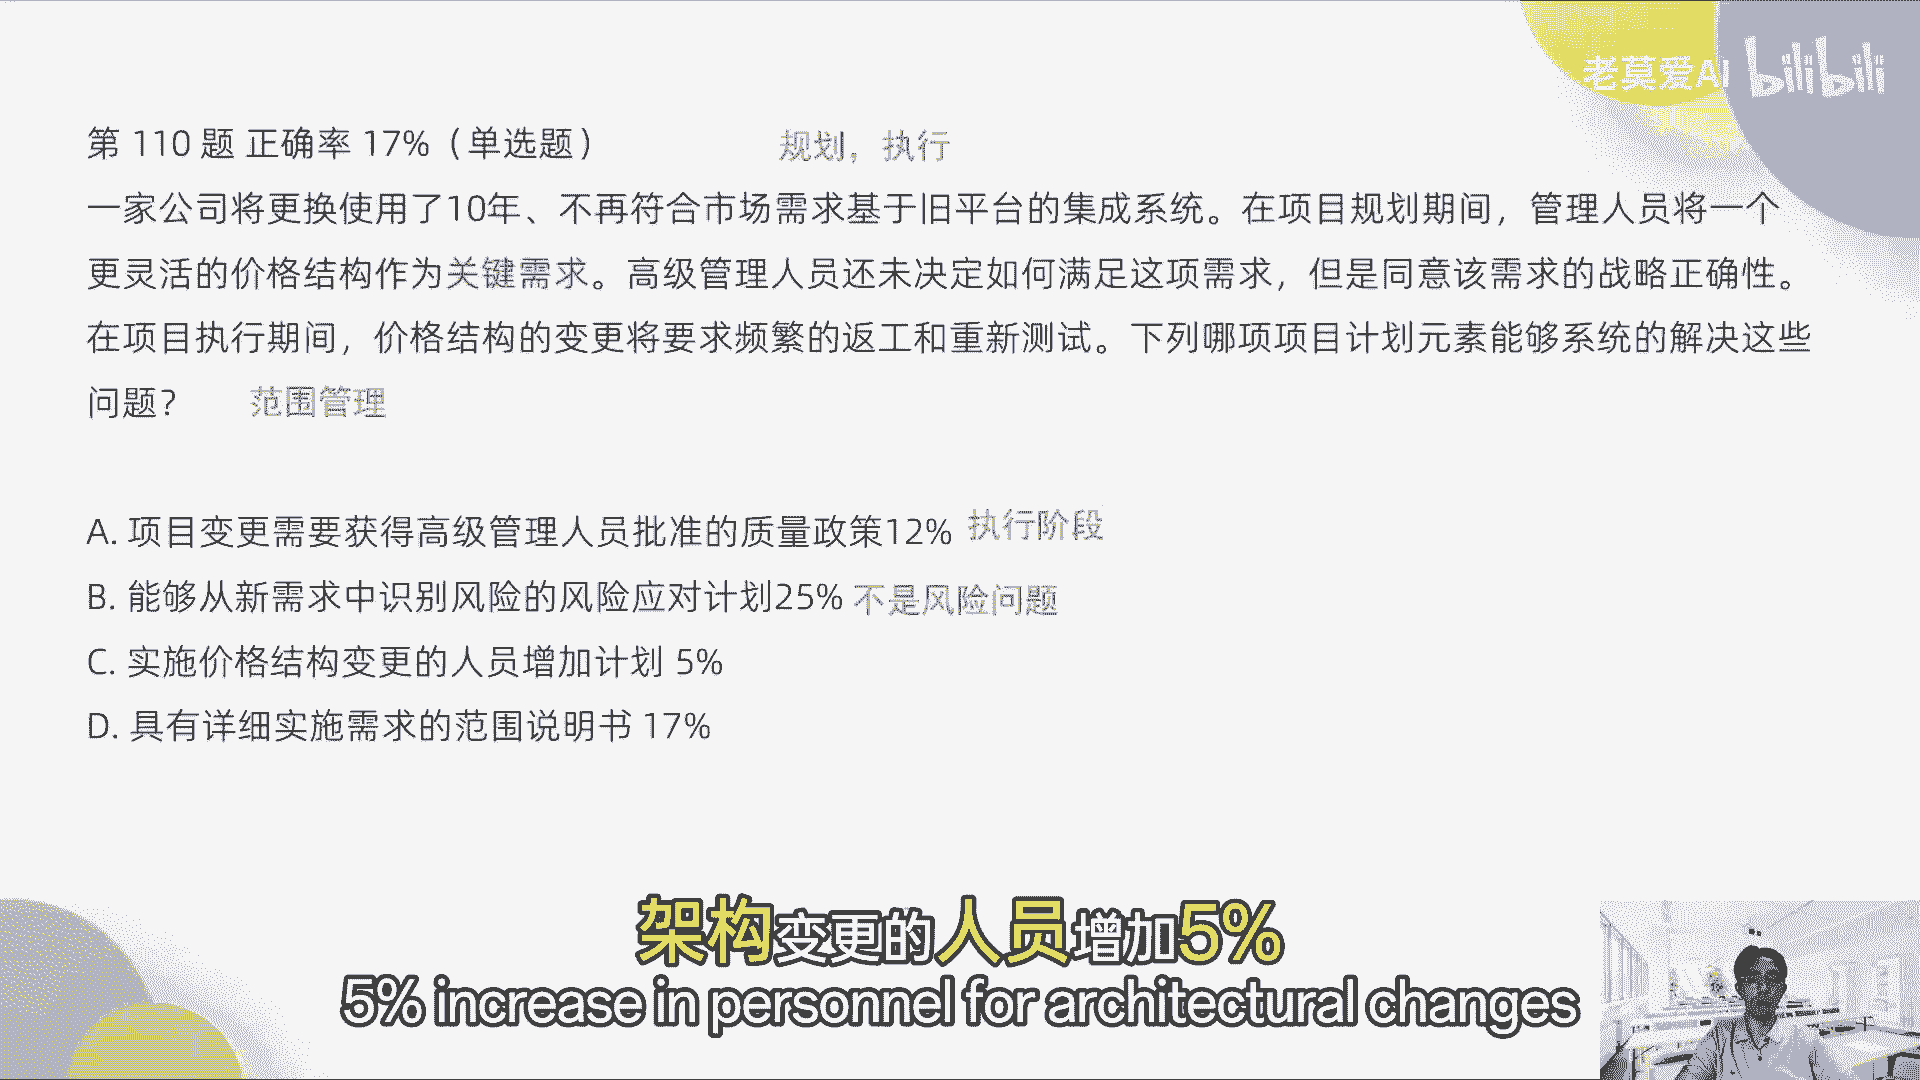 老莫爱AI bilibili
第 110 题 正确率 17%（单选题） 规划，执行
一家公司将更换使用了10年、不再符合市场需求基于旧平台的集成系统。在项目规划期间，管理人员将一个
更灵活的价格结构作为关键需求。高级管理人员还未决定如何满足这项需求，但是同意该需求的战略正确性。
在项目执行期间，价格结构的变更将要求频繁的返工和重新测试。下列哪项项目计划元素能够系统的解决这些
问题？ 范围管理
A. 项目变更需要获得高级管理人员批准的质量政策12% 执行阶段
B. 能够从新需求中识别风险的风险应对计划25% 不是风险问题
C. 实施价格结构变更的人员增加计划 5%
D. 具有详细实施需求的范围说明书 17%
架构变更的人员增加5%
5% increase in personnel for architectural changes